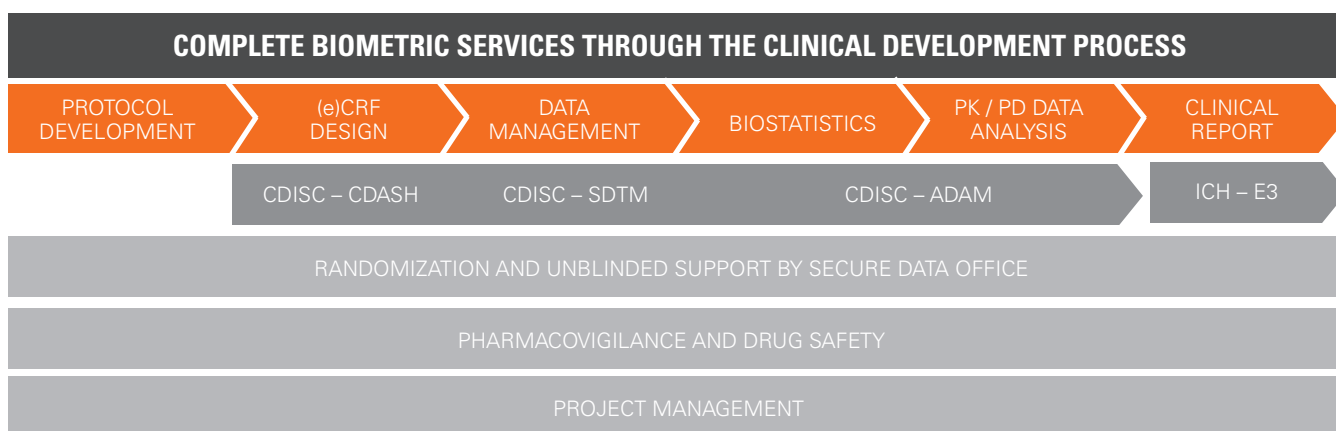 COMPLETE BIOMETRIC SERVICES THROUGH THE CLINICAL DEVELOPMENT PROCESS
PROTOCOL
DEVELOPMENT
(e)CRF
DESIGN
DATA
MANAGEMENT
BIOSTATISTICS
PK / PD DATA
ANALYSIS
CLINICAL
REPORT
CDISC – CDASH
CDISC – SDTM
CDISC – ADAM
ICH – E3
RANDOMIZATION AND UNBLINDED SUPPORT BY SECURE DATA OFFICE
PHARMACOVIGILANCE AND DRUG SAFETY
PROJECT MANAGEMENT